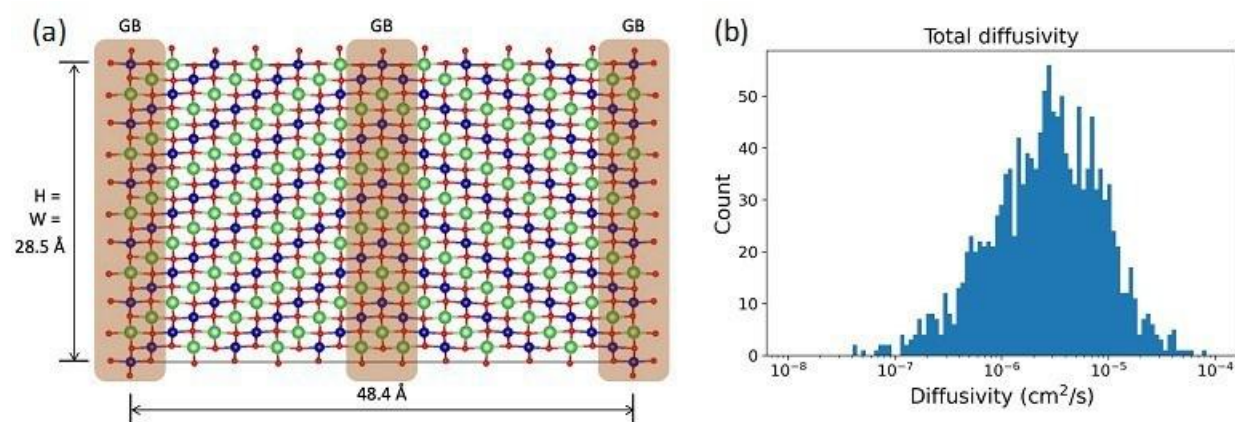 (a)
GB
GB
GB
H =
W =
28.5 Å
48.4 Å
(b)
Total diffusivity
Count
50
40
30
20
10
0
10⁻⁸
10⁻⁷
10⁻⁶
10⁻⁵
10⁻⁴
Diffusivity (cm²/s)